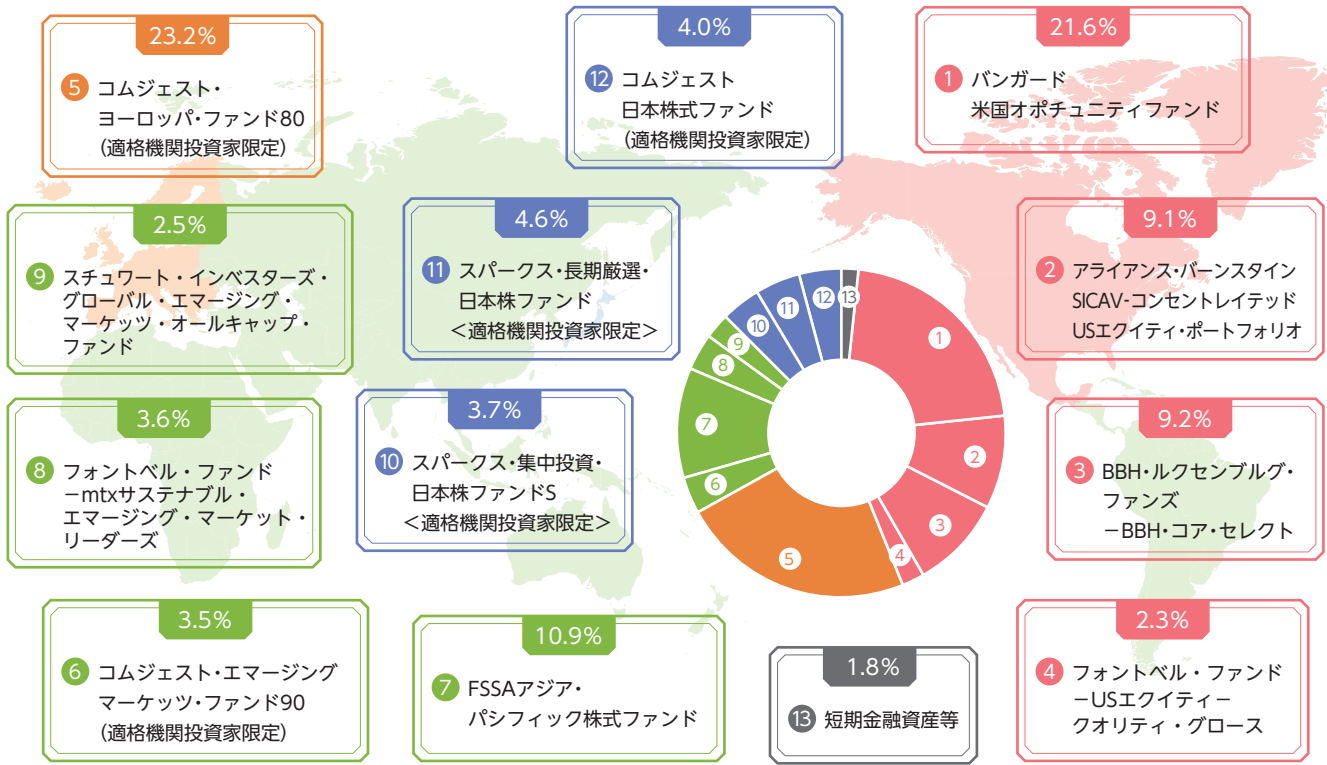 23.2%
5 コムジェスト・
ヨーロッパ・ファンド80
(適格機関投資家限定)
4.0%
12 コムジェスト
日本株式ファンド
(適格機関投資家限定)
21.6%
1 バンガード
米国オポチュニティファンド
2.5%
9 スチュワート・インベスターズ・
グローバル・エマージング・
マーケッツ・オールキャップ・
ファンド
4.6%
11 スパークス・長期厳選・
日本株ファンド
<適格機関投資家限定>
9.1%
2 アライアンス・バーンスタイン
SICAV-コンセントレイテッド
USエクイティ・ポートフォリオ
3.6%
8 フォントベル・ファンド
−mtxサステナブル・
エマージング・マーケット・
リーダーズ
3.7%
10 スパークス・集中投資・
日本株ファンドS
<適格機関投資家限定>
9.2%
3 BBH・ルクセンブルグ・
ファンズ
−BBH・コア・セレクト
3.5%
6 コムジェスト・エマージング
マーケッツ・ファンド90
(適格機関投資家限定)
10.9%
7 FSSAアジア・
パシフィック株式ファンド
1.8%
13 短期金融資産等
2.3%
4 フォントベル・ファンド
−USエクイティ−
クオリティ・グロース
1
2
3
4
5
6
7
8
9
10
11
12
13